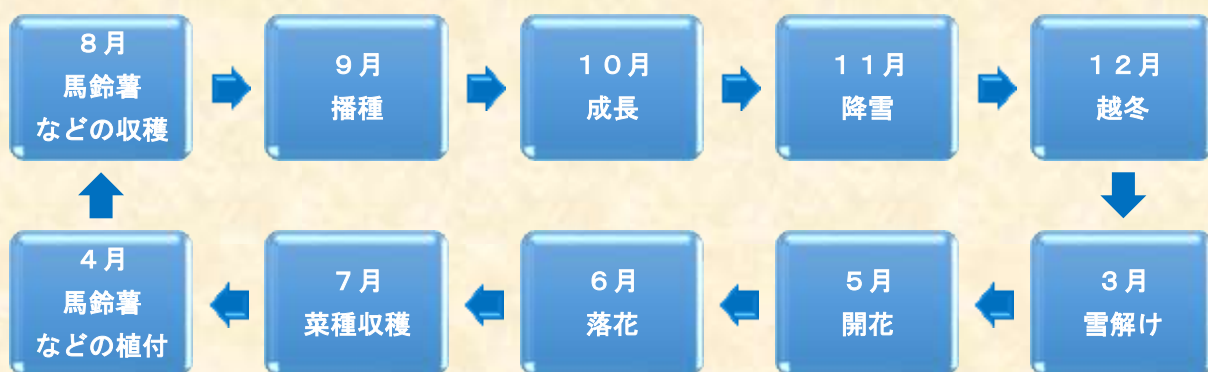 ８月
馬鈴薯
などの収穫
９月
播種
１０月
成長
１１月
降雪
１２月
越冬
３月
雪解け
５月
開花
６月
落花
７月
菜種収穫
４月
馬鈴薯
などの植付